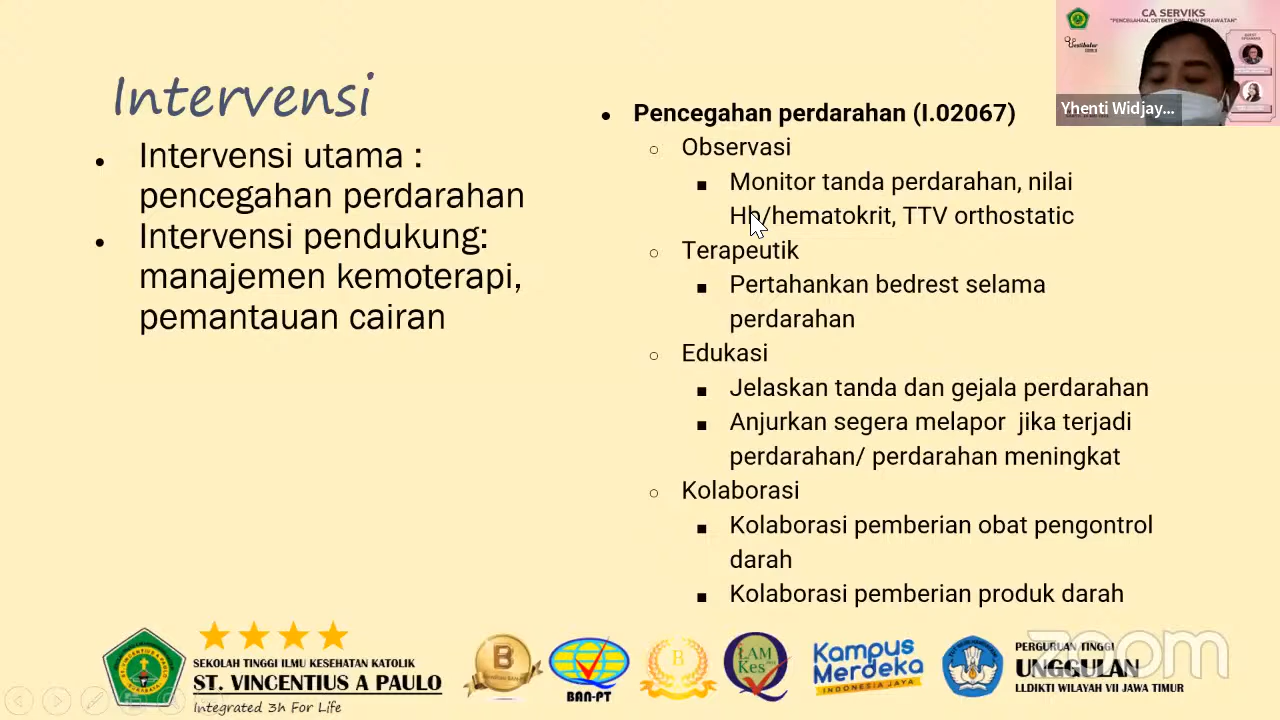 Intervensi
Intervensi utama :
pencegahan perdarahan
Intervensi pendukung:
manajemen kemoterapi,
pemantauan cairan
Pencegahan perdarahan (I.02067)
Observasi
Monitor tanda perdarahan, nilai
Hb/hematokrit, TTV orthostatic
Terapeutik
Pertahankan bedrest selama
perdarahan
Edukasi
Jelaskan tanda dan gejala perdarahan
Anjurkan segera melapor jika terjadi
perdarahan/ perdarahan meningkat
Kolaborasi
Kolaborasi pemberian obat pengontrol
darah
Kolaborasi pemberian produk darah
CA SERVIKS
Yhenti Widjay...
SEKOLAH TINGGI ILMU KESEHATAN KATOLIK
ST. VINCENTIUS A PAULO
Integrated 3h For Life
B
BAN-PT
B
LAM
Kes
Kampus
Merdeka
INDONESIA JAYA
PERGURUAN TINGGI
UNGGULAN
LLDIKTI WILAYAH VII JAWA TIMUR
zoom